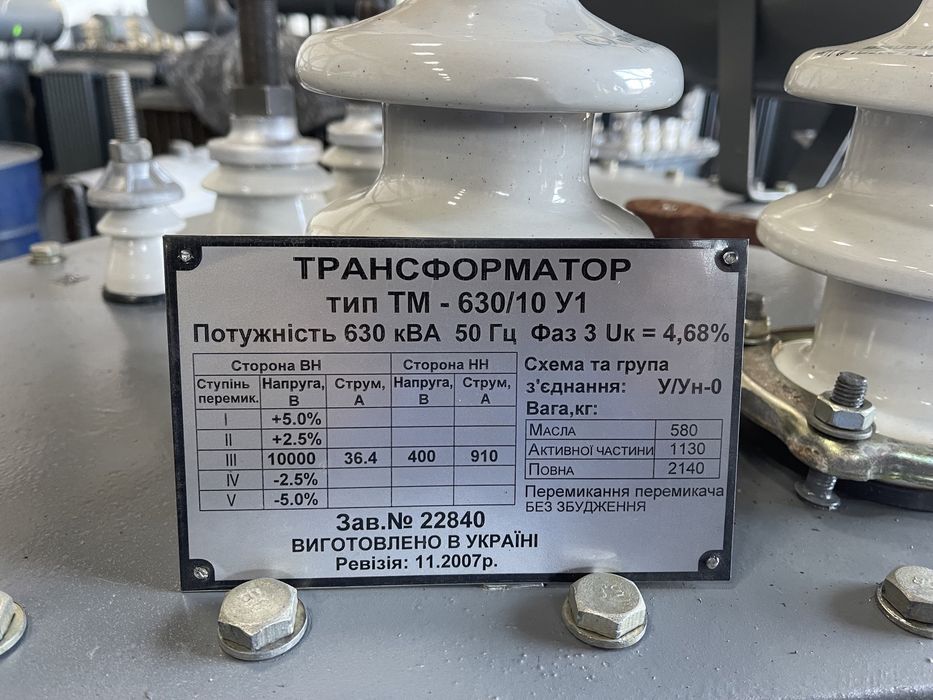 ТРАНСФОРМАТОР
тип ТМ - 630/10 У1
Потужність 630 кВА 50 Гц Фаз 3 Uк = 4,68%
Сторона ВН Сторона НН
Ступінь перемик. Напруга, В Струм, А Напруга, В Струм, А
I +5.0%
II +2.5%
III 10000 36.4 400 910
IV -2.5%
V -5.0%
Схема та група
з'єднання: У/Ун-0
Вага,кг:
Масла 580
Активної частини 1130
Повна 2140
Перемикання перемикача
БЕЗ ЗБУДЖЕННЯ
Зав.№ 22840
ВИГОТОВЛЕНО В УКРАЇНІ
Ревізія: 11.2007р.